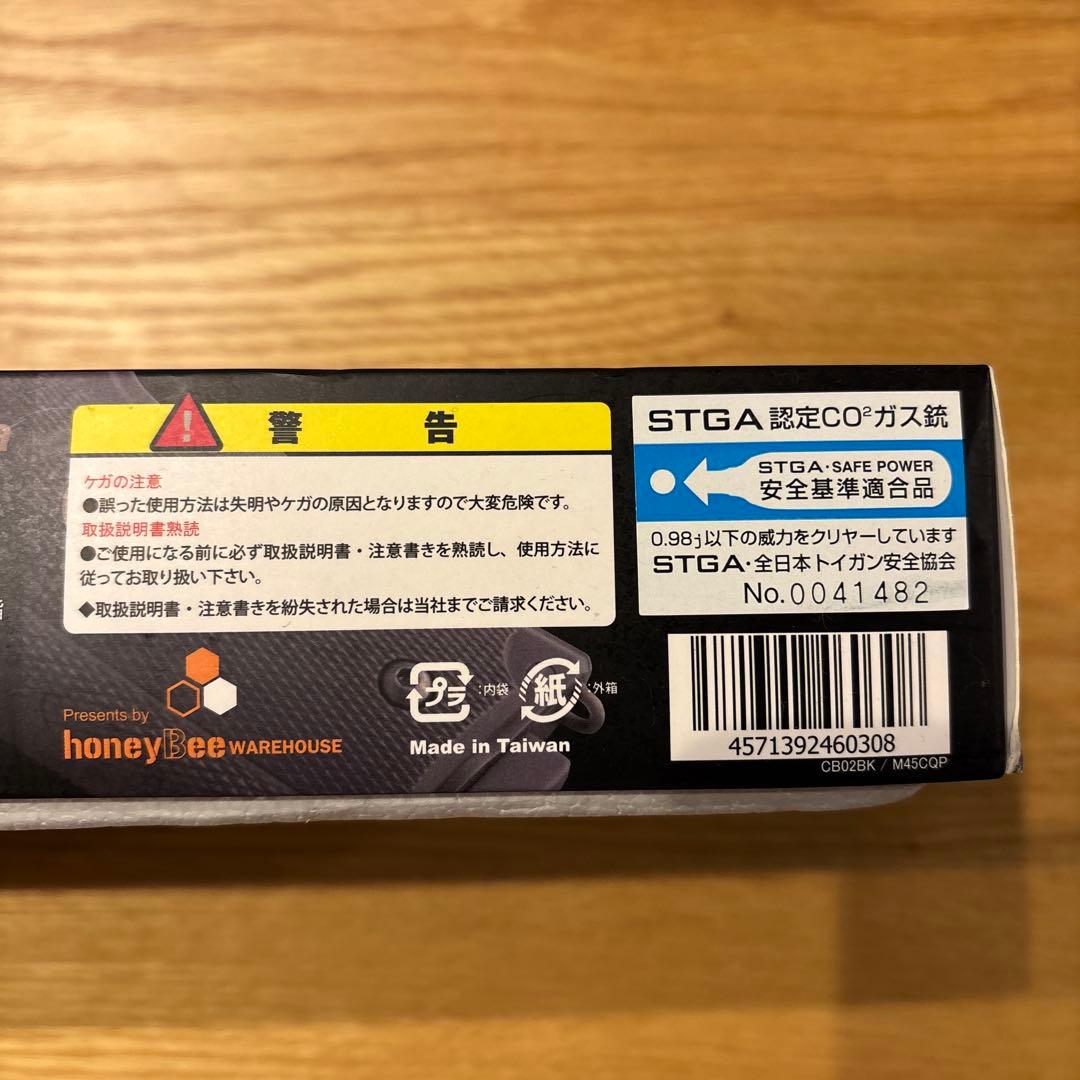 警告
ケガの注意
●誤った使用方法は失明やケガの原因となりますので大変危険です。
取扱説明書熟読
●ご使用になる前に必ず取扱説明書・注意書きを熟読し、使用方法に
従ってお取り扱い下さい。
◆取扱説明書・注意書きを紛失された場合は当社までご請求ください。
Presents by
honeyBee WAREHOUSE
プラ :内袋 紙 :外箱
Made in Taiwan
STGA 認定CO²ガス銃
STGA・SAFE POWER
安全基準適合品
0.98j以下の威力をクリヤーしています
STGA・全日本トイガン安全協会
No.0041482
4571392460308
CB02BK / M45CQP